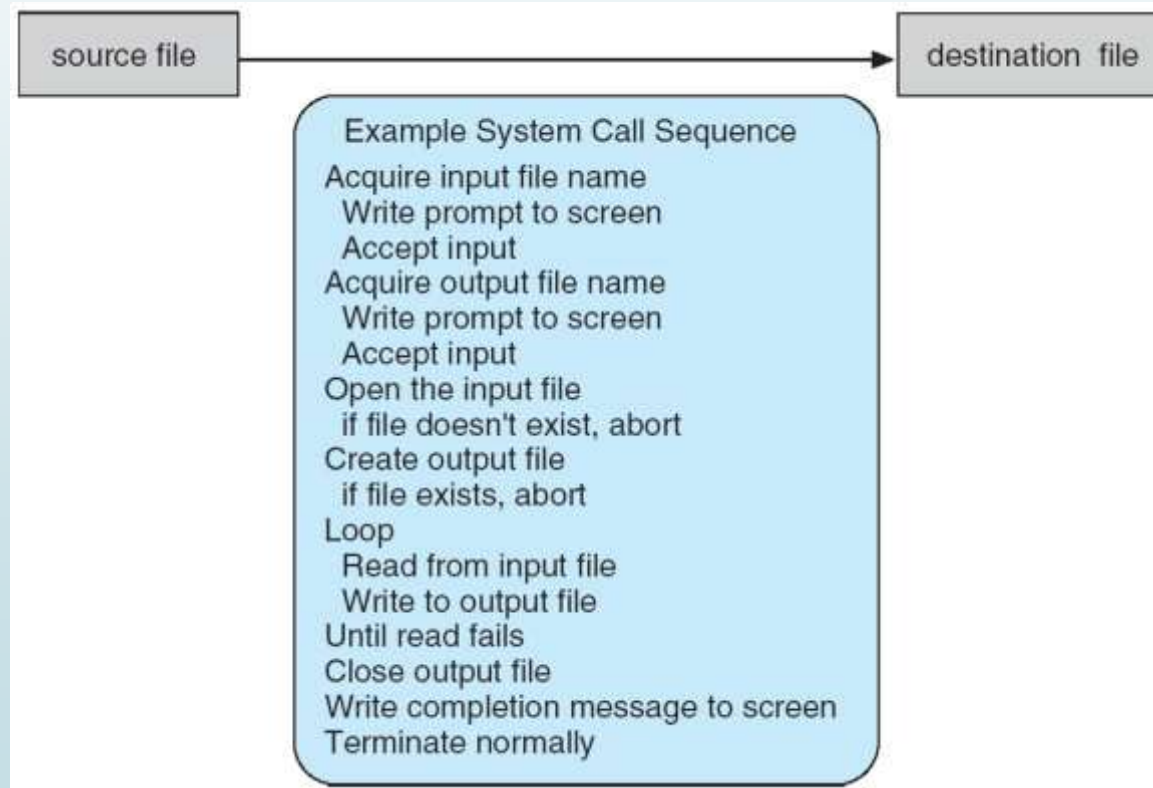 source file
destination file
Example System Call Sequence
Acquire input file name
Write prompt to screen
Accept input
Acquire output file name
Write prompt to screen
Accept input
Open the input file
if file doesn't exist, abort
Create output file
if file exists, abort
Loop
Read from input file
Write to output file
Until read fails
Close output file
Write completion message to screen
Terminate normally